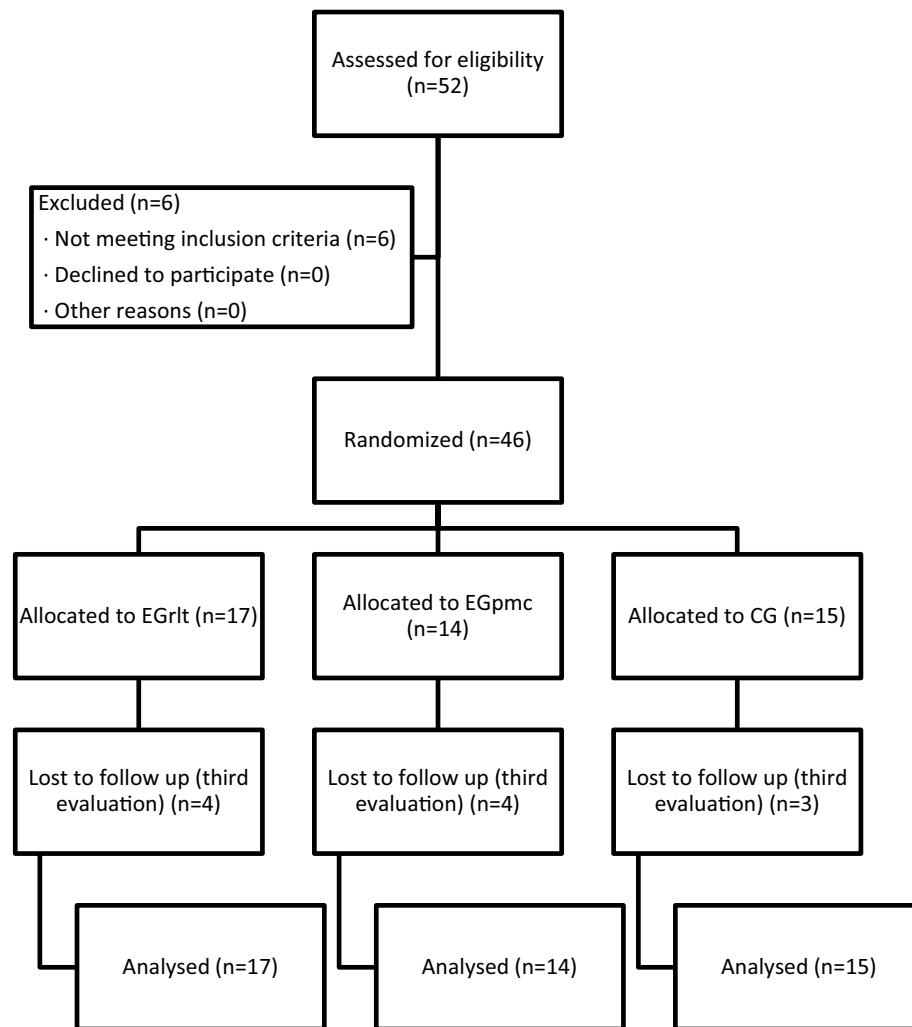 Assessed for eligibility
(n=52)
Excluded (n=6)
· Not meeting inclusion criteria (n=6)
· Declined to participate (n=0)
· Other reasons (n=0)
Randomized (n=46)
Allocated to EGrlt (n=17)
Allocated to EGpmc
(n=14)
Allocated to CG (n=15)
Lost to follow up (third
evaluation) (n=4)
Lost to follow up (third
evaluation) (n=4)
Lost to follow up (third
evaluation) (n=3)
Analysed (n=17)
Analysed (n=14)
Analysed (n=15)